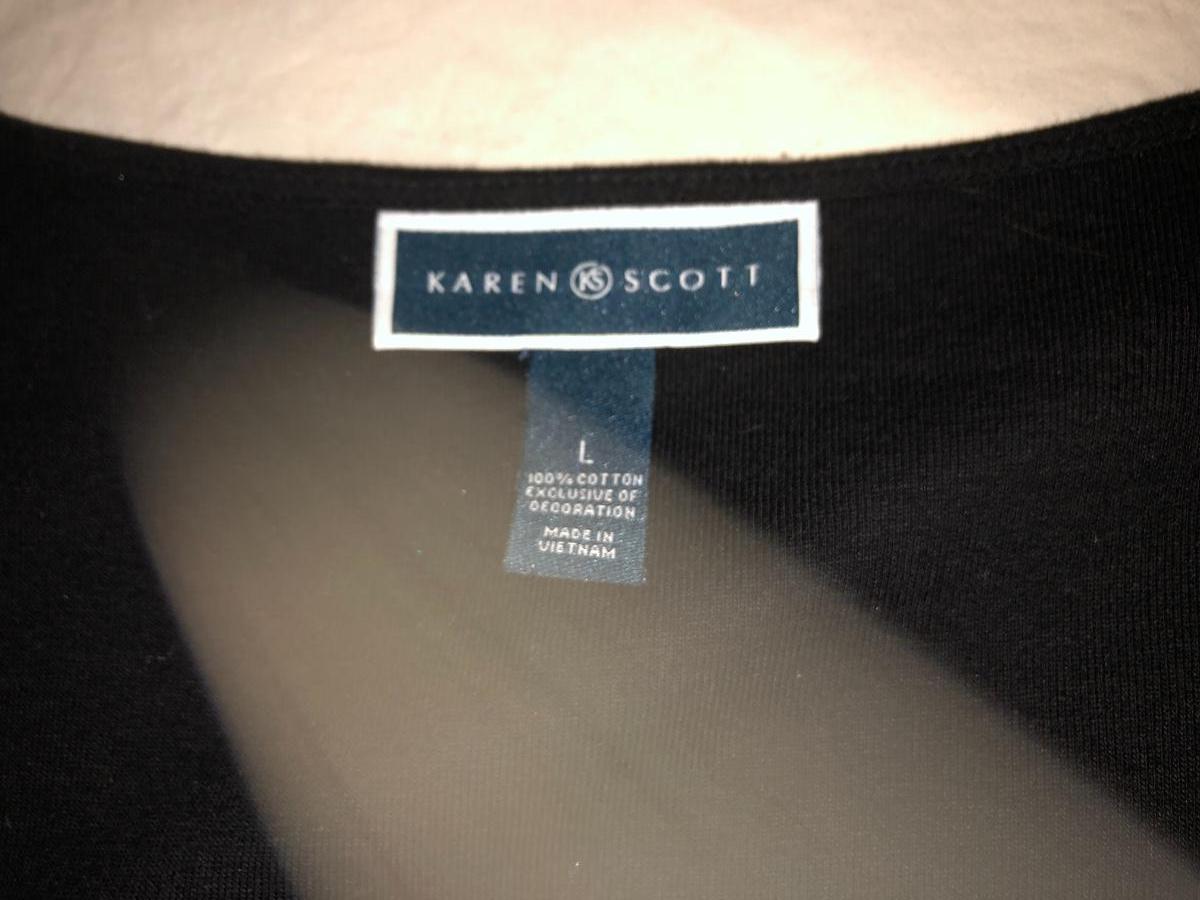 KAREN KS SCOTT
L
100% COTTON
EXCLUSIVE OF
DECORATION
MADE IN
VIETNAM